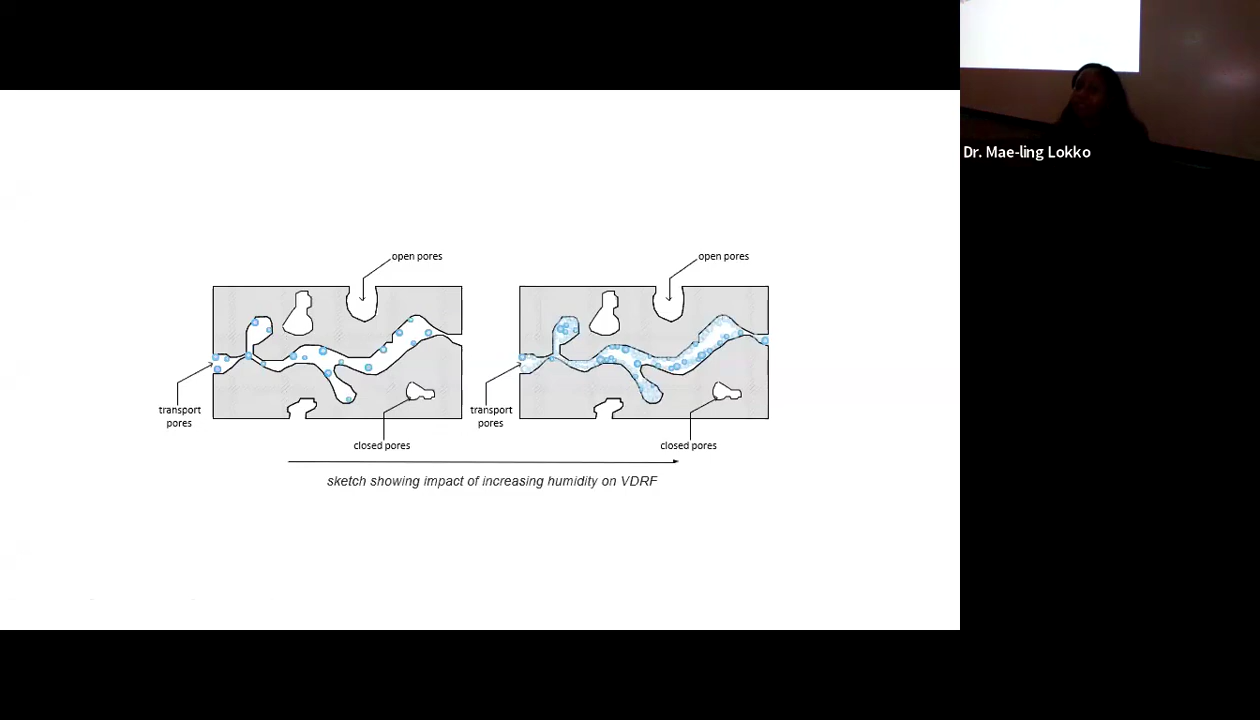 Dr. Mae-ling Lokko
open pores
open pores
transport
pores
transport
pores
closed pores
closed pores
sketch showing impact of increasing humidity on VDRF